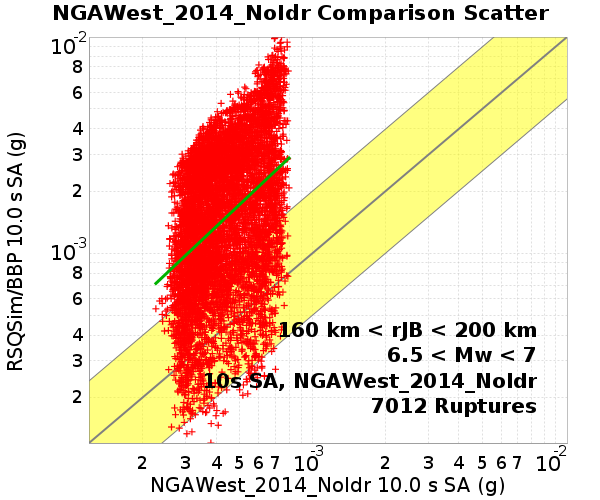 NGAWest_2014_NoIdr Comparison Scatter
RSQSim/BBP 10.0 s SA (g)
10-2
8
6
4
3
2
10-3
8
6
4
3
2
160 km < rJB < 200 km
6.5 < Mw < 7
10s SA, NGAWest_2014_NoIdr
7012 Ruptures
2 3 4 5 6 7 10-3 2 3 4 5 6 7 10-2
NGAWest_2014_NoIdr 10.0 s SA (g)